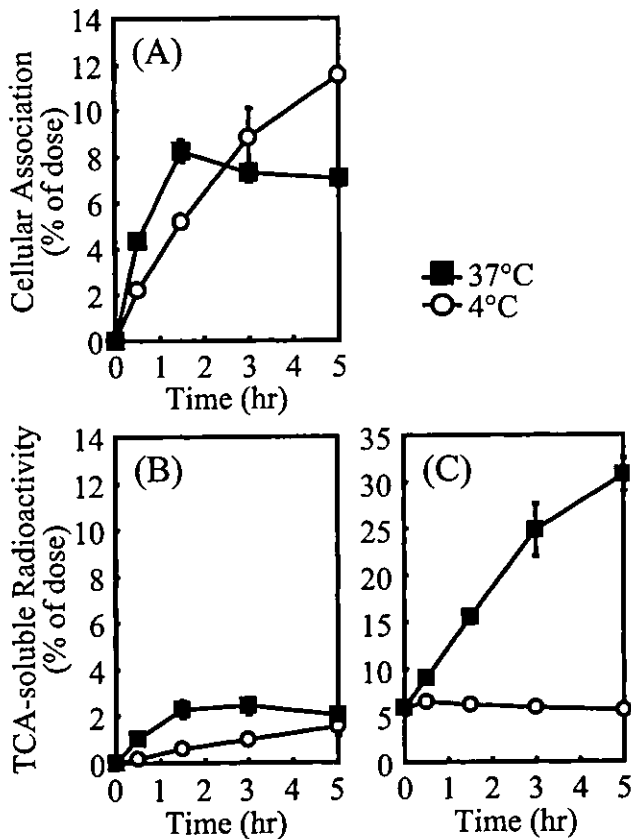 (A)
14
12
10
8
6
4
2
0
Cellular Association
(% of dose)
0 1 2 3 4 5
Time (hr)
37°C
4°C
(B)
14
12
10
8
6
4
2
0
TCA-soluble Radioactivity
(% of dose)
0 1 2 3 4 5
Time (hr)
(C)
35
30
25
20
15
10
5
0
0 1 2 3 4 5
Time (hr)